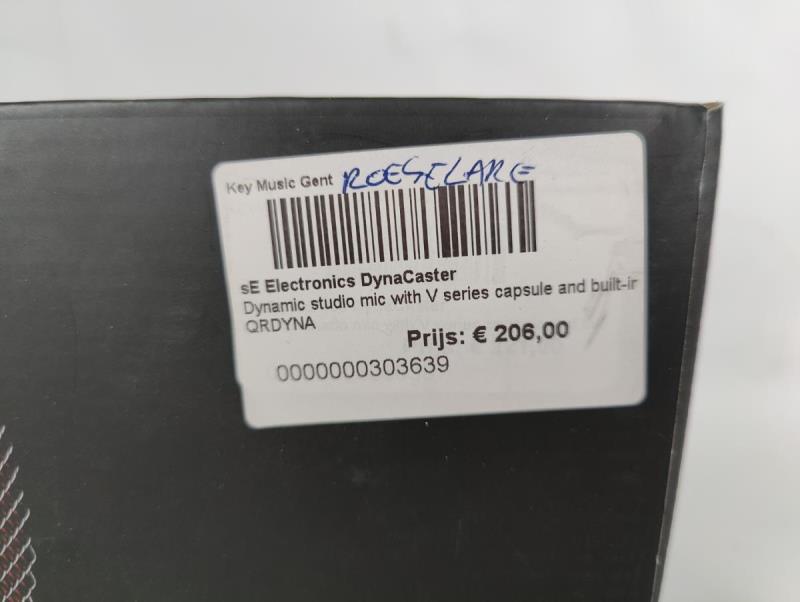 Key Music Gent ROESELARE
sE Electronics DynaCaster
Dynamic studio mic with V series capsule and built-ir
QRDYNA
Prijs: € 206,00
0000000303639